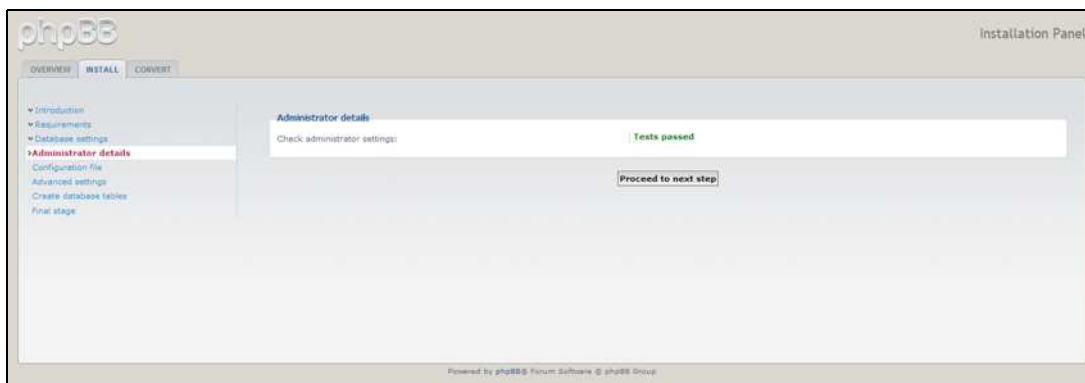 phpBB
Installation Panel
OVERVIEW INSTALL CONVERT
Introduction
Requirements
Database settings
Administrator details
Configuration file
Advanced settings
Create database tables
Final stage
Administrator details
Check administrator settings: Tests passed
Proceed to next step
Powered by phpBB® Forum Software © phpBB Group